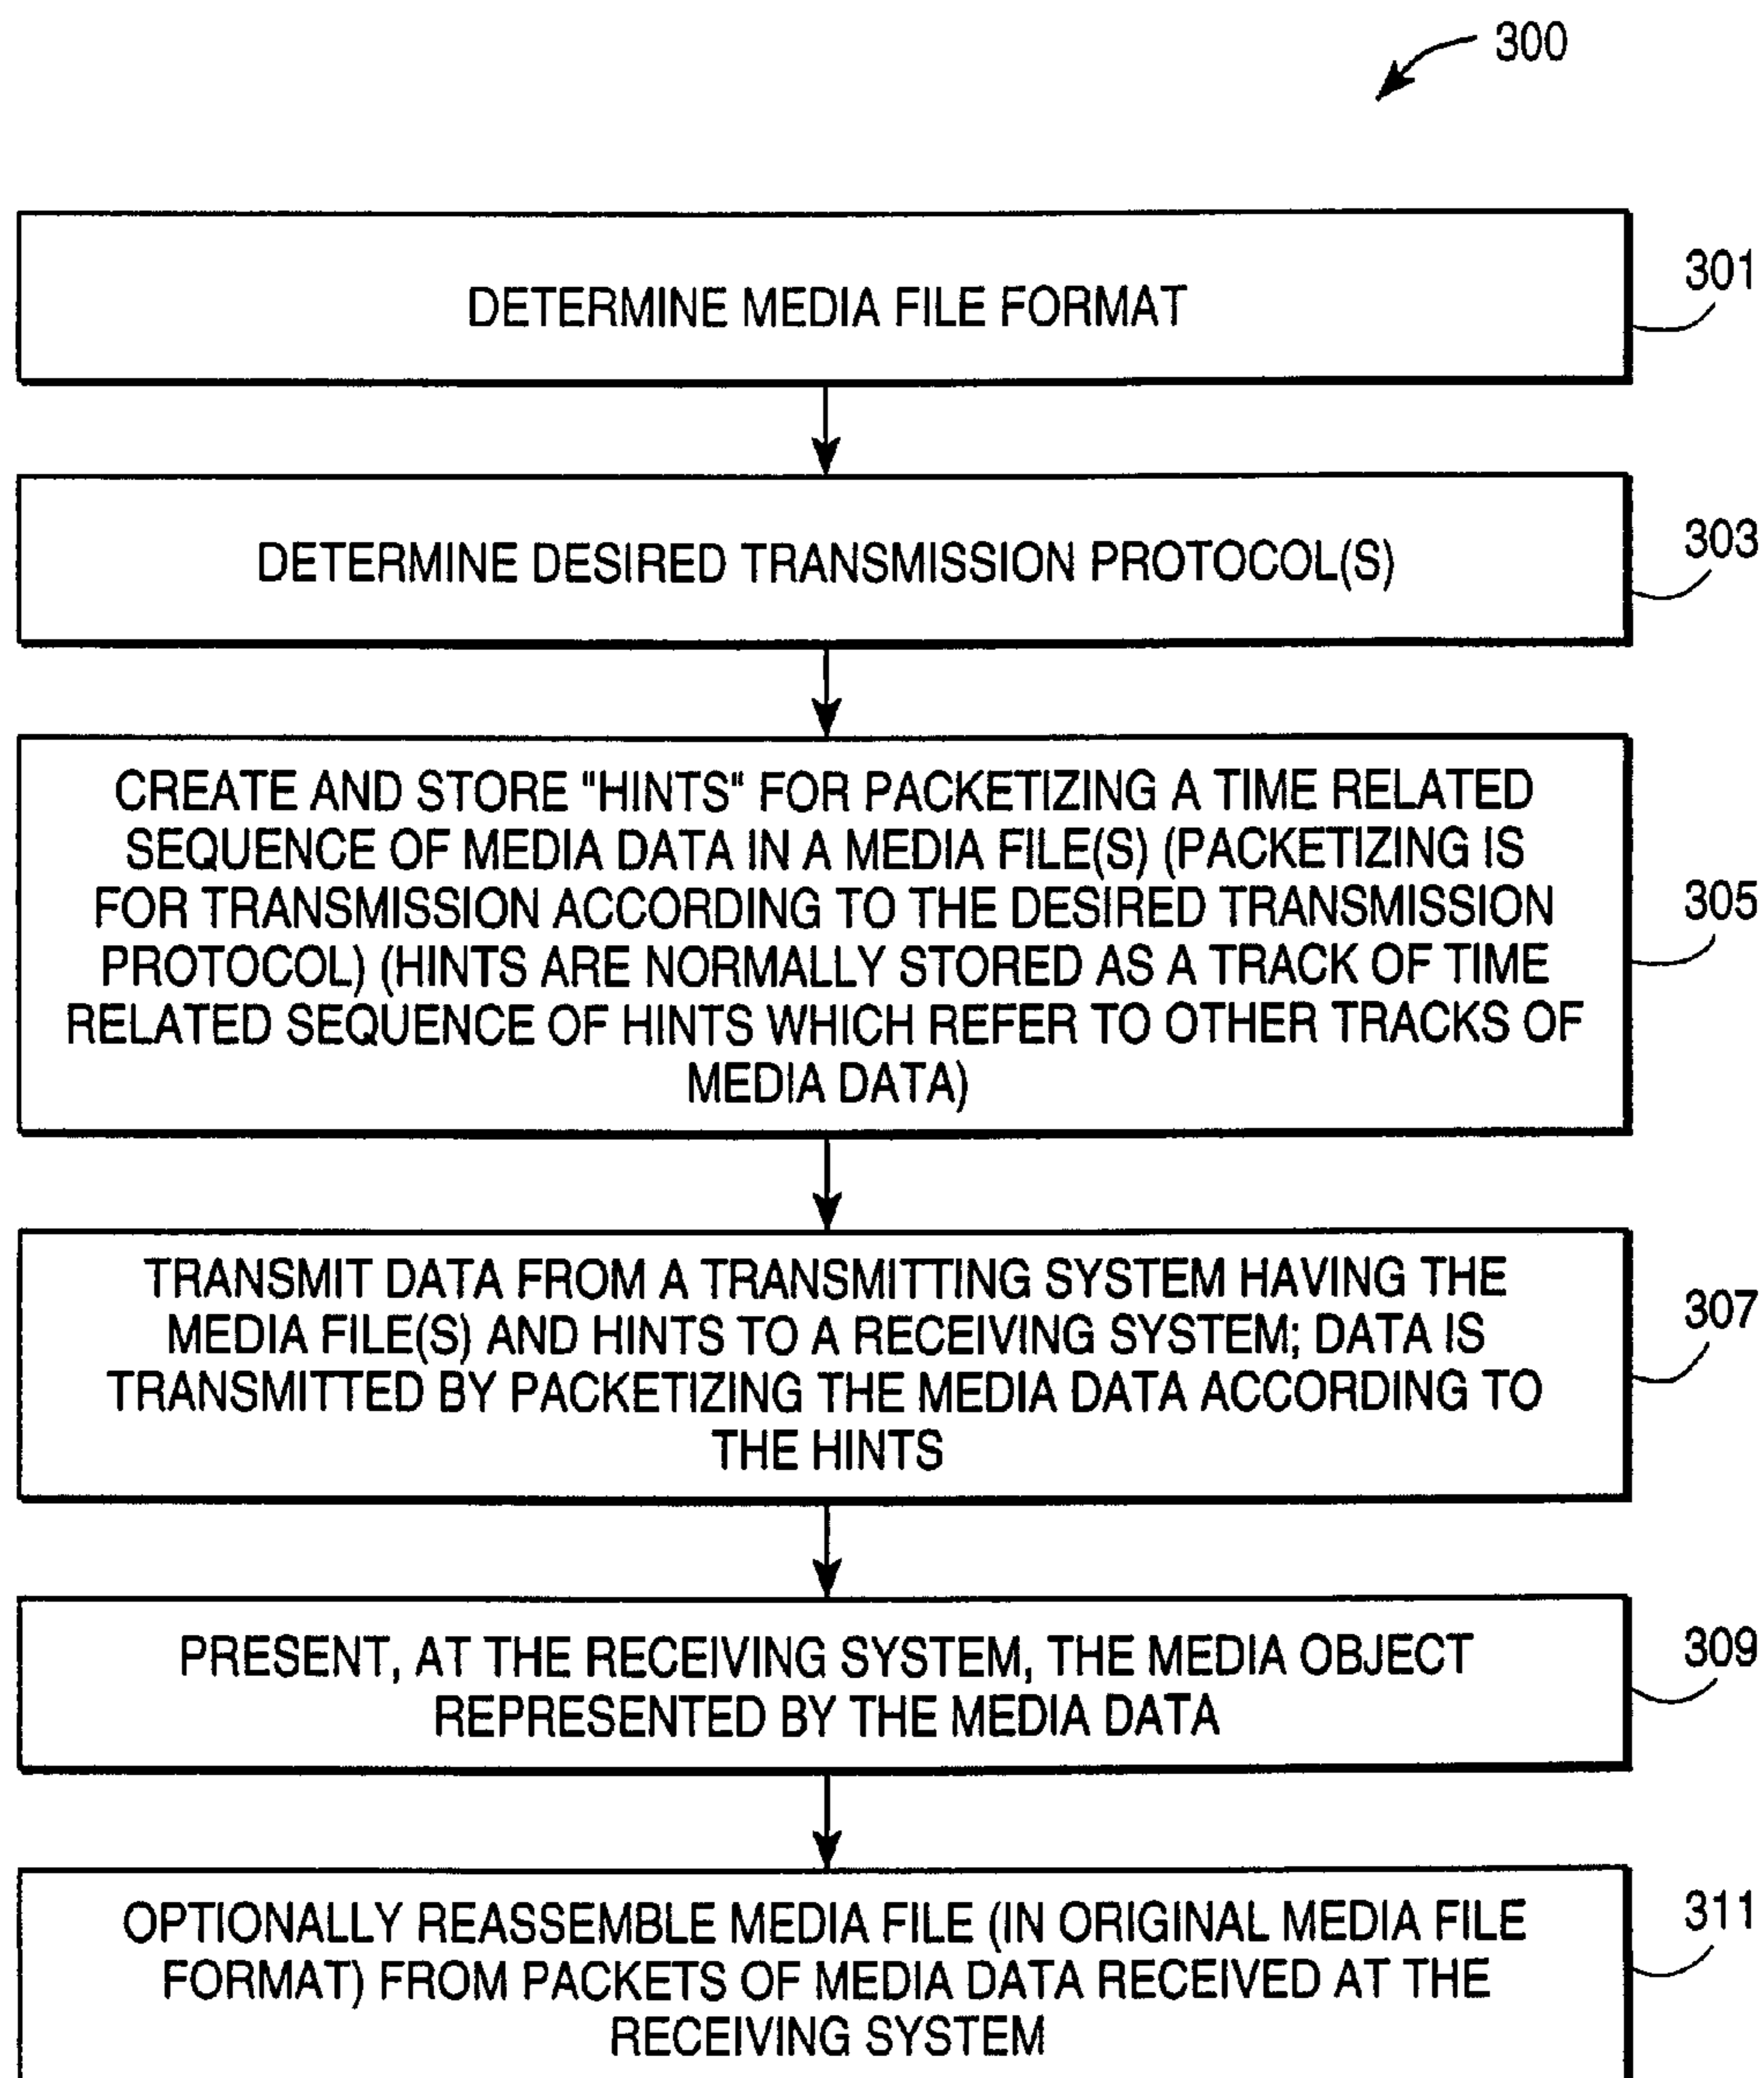 300
DETERMINE MEDIA FILE FORMAT
301
DETERMINE DESIRED TRANSMISSION PROTOCOL(S)
303
CREATE AND STORE "HINTS" FOR PACKETIZING A TIME RELATED
SEQUENCE OF MEDIA DATA IN A MEDIA FILE(S) (PACKETIZING IS
FOR TRANSMISSION ACCORDING TO THE DESIRED TRANSMISSION
PROTOCOL) (HINTS ARE NORMALLY STORED AS A TRACK OF TIME
RELATED SEQUENCE OF HINTS WHICH REFER TO OTHER TRACKS OF
MEDIA DATA)
305
TRANSMIT DATA FROM A TRANSMITTING SYSTEM HAVING THE
MEDIA FILE(S) AND HINTS TO A RECEIVING SYSTEM; DATA IS
TRANSMITTED BY PACKETIZING THE MEDIA DATA ACCORDING TO
THE HINTS
307
PRESENT, AT THE RECEIVING SYSTEM, THE MEDIA OBJECT
REPRESENTED BY THE MEDIA DATA
309
OPTIONALLY REASSEMBLE MEDIA FILE (IN ORIGINAL MEDIA FILE
FORMAT) FROM PACKETS OF MEDIA DATA RECEIVED AT THE
RECEIVING SYSTEM
311